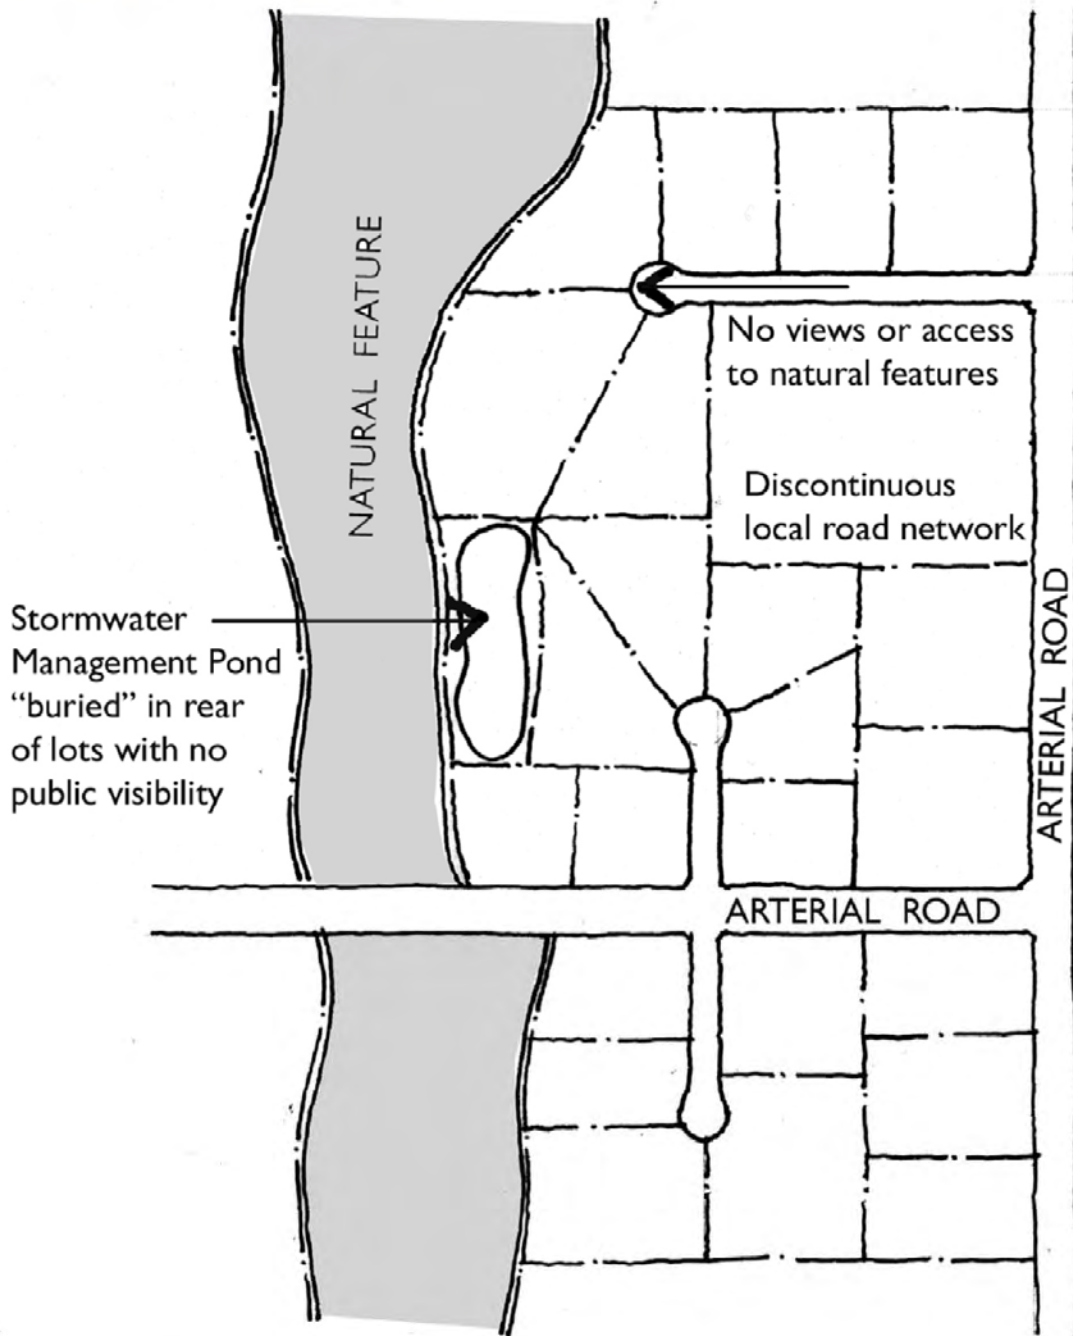 NATURAL FEATURE
No views or access
to natural features
Discontinuous
local road network
Stormwater
Management Pond
“buried” in rear
of lots with no
public visibility
ARTERIAL ROAD
ARTERIAL ROAD